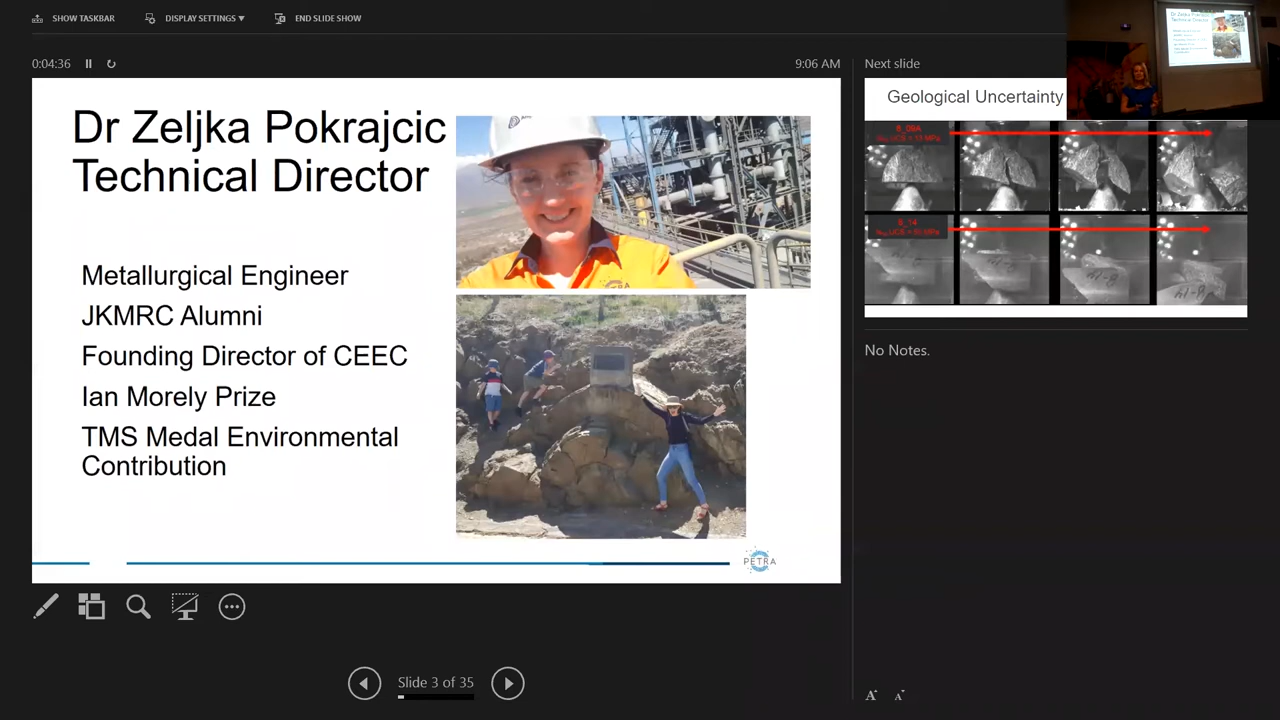 SHOW TASKBAR
DISPLAY SETTINGS ▼
END SLIDE SHOW
0:04:36
9:06 AM
Next slide
Dr Zeljka Pokrajcic
Technical Director
Metallurgical Engineer
JKMRC Alumni
Founding Director of CEEC
Ian Morely Prize
TMS Medal Environmental
Contribution
PETRA
Geological Uncertainty
No Notes.
Slide 3 of 35